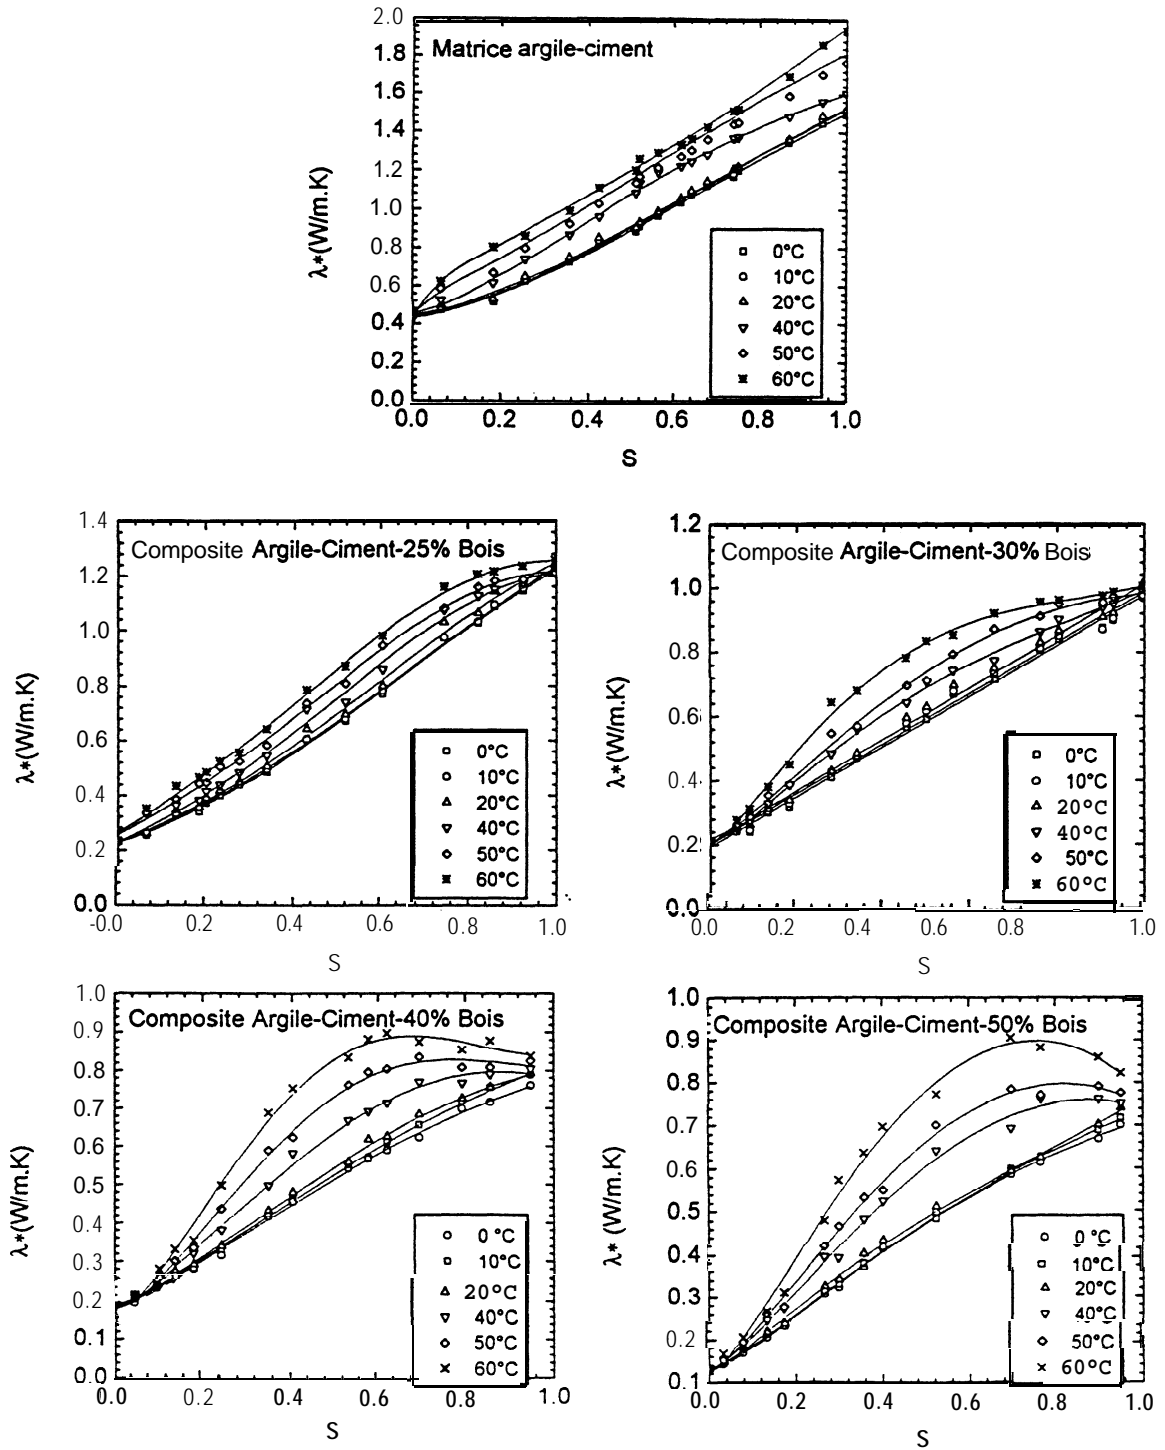 Matrice argile-ciment
2.0
1.8
1.6
1.4
1.2
1.0
0.8
0.6
0.4
0.2
0.0
λ*(W/m.K)
0°C
10°C
20°C
40°C
50°C
60°C
0.0 0.2 0.4 0.6 0.8 1.0
S
Composite Argile-Ciment-25% Bois
1.4
1.2
1.0
0.8
0.6
0.4
0.2
0.0
λ*(W/m.K)
0°C
10°C
20°C
40°C
50°C
60°C
-0.0 0.2 0.4 0.6 0.8 1.0
S
Composite Argile-Ciment-30% Bois
1.2
1.0
0.8
0.6
0.4
0.2
0.0
λ*(W/m.K)
0°C
10°C
20°C
40°C
50°C
60°C
0.0 0.2 0.4 0.6 0.8 1.0
S
Composite Argile-Ciment-40% Bois
1.0
0.9
0.8
0.7
0.6
0.5
0.4
0.3
0.2
0.1
0.0
λ*(W/m.K)
0°C
10°C
20°C
40°C
50°C
60°C
0.0 0.2 0.4 0.6 0.8 1.0
S
Composite Argile-Ciment-50% Bois
1.0
0.9
0.8
0.7
0.6
0.5
0.4
0.3
0.2
0.1
λ* (W/m.K)
0°C
10°C
20°C
40°C
50°C
60°C
0.0 0.2 0.4 0.6 0.8 1.0
S